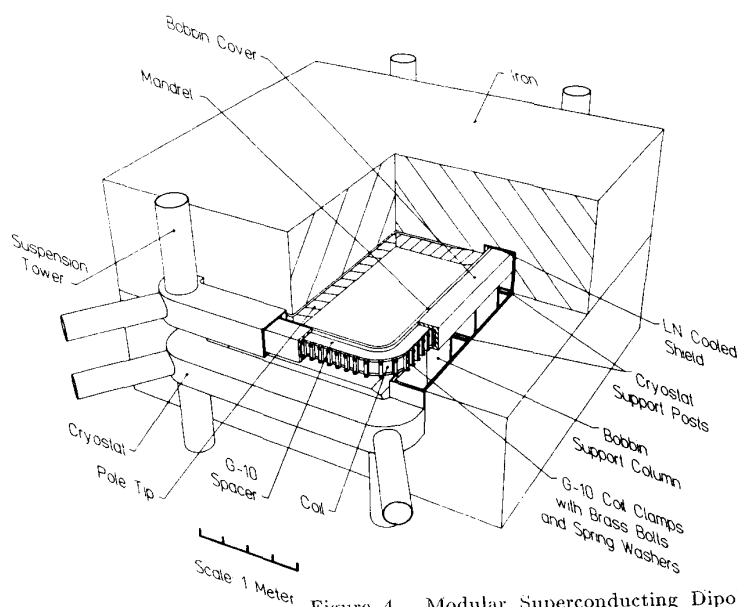 Bobbin Cover
Mandrel
Iron
Suspension
Tower
LN Cooled
Shield
Cryostat
Support Posts
Bobbin
Support Column
G-10 Coil Clamps
with Brass Bolts
and Spring Washers
Cryostat
Pole Tip
G-10
Spacer
Coil
Scale 1 Meter
Figure 4. Modular Superconducting Dipo